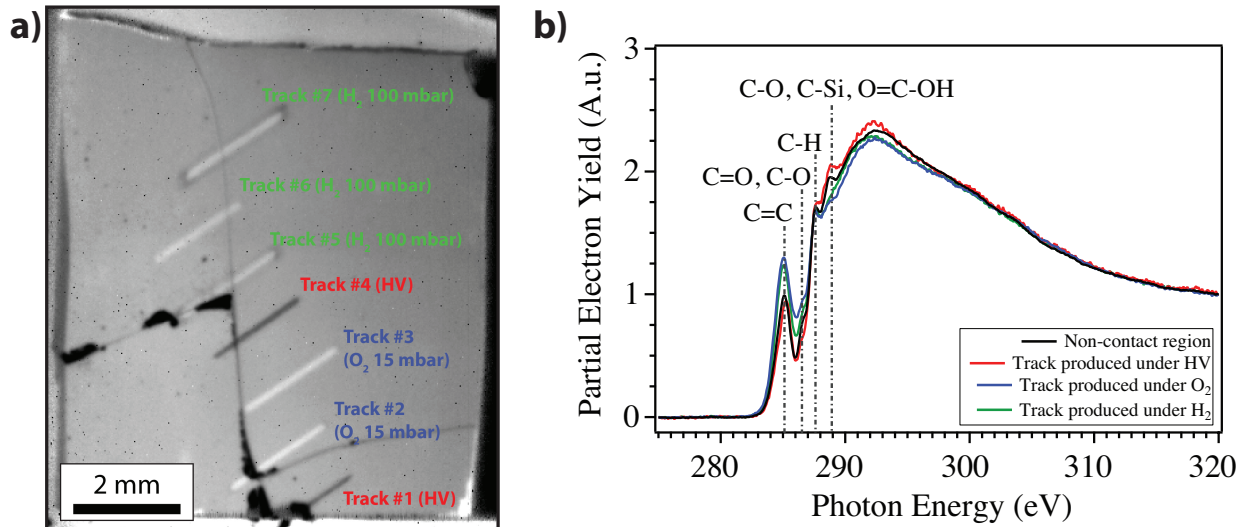 a)
Track #7 (H2 100 mbar)
Track #6 (H2 100 mbar)
Track #5 (H2 100 mbar)
Track #4 (HV)
Track #3
(O2 15 mbar)
Track #2
(O2 15 mbar)
Track #1 (HV)
2 mm
b)
Partial Electron Yield (A.u.)
3
2
1
0
C-O, C-Si, O=C-OH
C-H
C=O, C-O
C=C
Non-contact region
Track produced under HV
Track produced under O2
Track produced under H2
280
290
300
310
320
Photon Energy (eV)